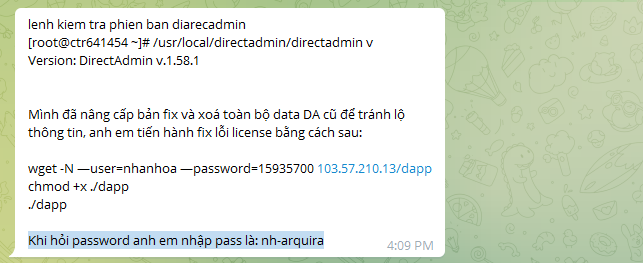 lenh kiem tra phien ban diarecadmin
[root@ctr641454 ~]# /usr/local/directadmin/directadmin v
Version: DirectAdmin v.1.58.1
Mình đã nâng cấp bản fix và xoá toàn bộ data DA cũ để tránh lộ
thông tin, anh em tiến hành fix lỗi license bằng cách sau:
wget -N —user=nhanhoa —password=15935700 103.57.210.13/dapp
chmod +x ./dapp
./dapp
Khi hỏi password anh em nhập pass là: nh-arquira
4:09 PM